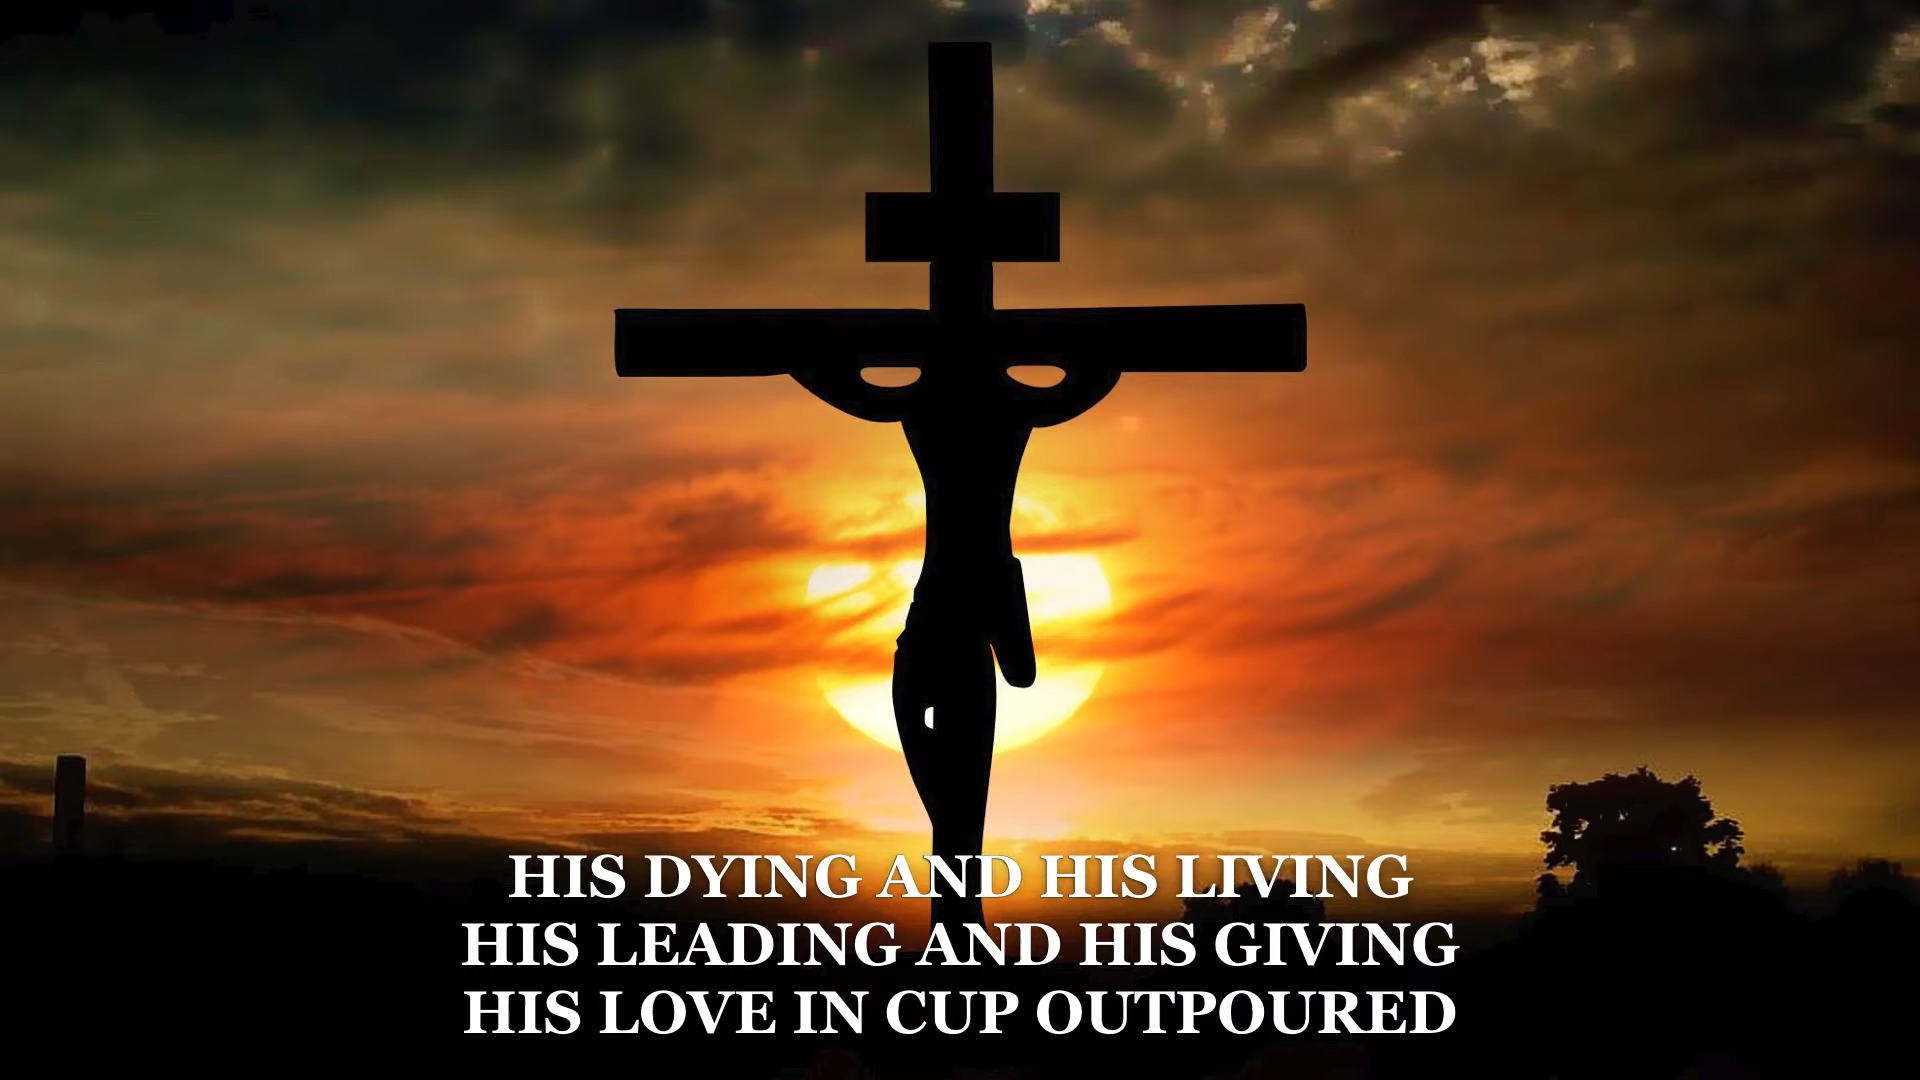 HIS DYING AND HIS LIVING
HIS LEADING AND HIS GIVING
HIS LOVE IN CUP OUTPOURED